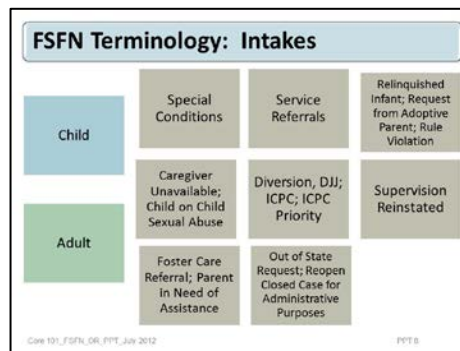 FSFN Terminology: Intakes
Child
Adult
Special
Conditions
Service
Referrals
Relinquished
Infant; Request
from Adoptive
Parent; Rule
Violation
Caregiver
Unavailable;
Child on Child
Sexual Abuse
Diversion, DJJ;
ICPC; ICPC
Priority
Supervision
Reinstated
Foster Care
Referral; Parent
in Need of
Assistance
Out of State
Request; Reopen
Closed Case for
Administrative
Purposes
Core 101_FSFN_OR_PPT_July 2012
PPT 8